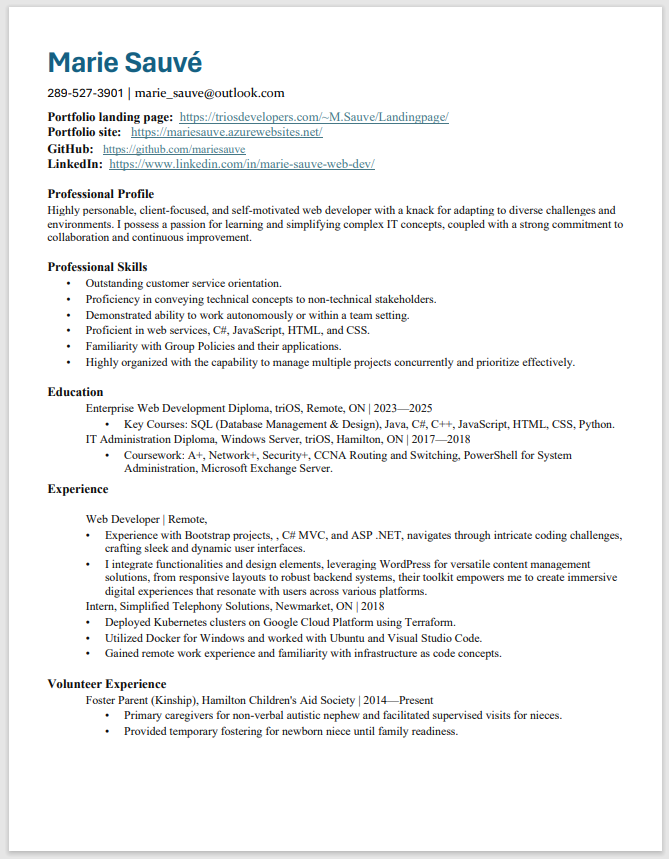 Marie Sauvé
289-527-3901 | marie_sauve@outlook.com
Portfolio landing page: https://triosdevelopers.com/~M.Sauve/Landingpage/
Portfolio site: https://mariesauve.azurewebsites.net/
GitHub: https://github.com/mariesauve
LinkedIn: https://www.linkedin.com/in/marie-sauve-web-dev/
Professional Profile
Highly personable, client-focused, and self-motivated web developer with a knack for adapting to diverse challenges and
environments. I possess a passion for learning and simplifying complex IT concepts, coupled with a strong commitment to
collaboration and continuous improvement.
Professional Skills
• Outstanding customer service orientation.
• Proficiency in conveying technical concepts to non-technical stakeholders.
• Demonstrated ability to work autonomously or within a team setting.
• Proficient in web services, C#, JavaScript, HTML, and CSS.
• Familiarity with Group Policies and their applications.
• Highly organized with the capability to manage multiple projects concurrently and prioritize effectively.
Education
Enterprise Web Development Diploma, triOS, Remote, ON | 2023—2025
• Key Courses: SQL (Database Management & Design), Java, C#, C++, JavaScript, HTML, CSS, Python.
IT Administration Diploma, Windows Server, triOS, Hamilton, ON | 2017—2018
• Coursework: A+, Network+, Security+, CCNA Routing and Switching, PowerShell for System
Administration, Microsoft Exchange Server.
Experience
Web Developer | Remote,
• Experience with Bootstrap projects, , C# MVC, and ASP .NET, navigates through intricate coding challenges,
crafting sleek and dynamic user interfaces.
• I integrate functionalities and design elements, leveraging WordPress for versatile content management
solutions, from responsive layouts to robust backend systems, their toolkit empowers me to create immersive
digital experiences that resonate with users across various platforms.
Intern, Simplified Telephony Solutions, Newmarket, ON | 2018
• Deployed Kubernetes clusters on Google Cloud Platform using Terraform.
• Utilized Docker for Windows and worked with Ubuntu and Visual Studio Code.
• Gained remote work experience and familiarity with infrastructure as code concepts.
Volunteer Experience
Foster Parent (Kinship), Hamilton Children's Aid Society | 2014—Present
• Primary caregivers for non-verbal autistic nephew and facilitated supervised visits for nieces.
• Provided temporary fostering for newborn niece until family readiness.